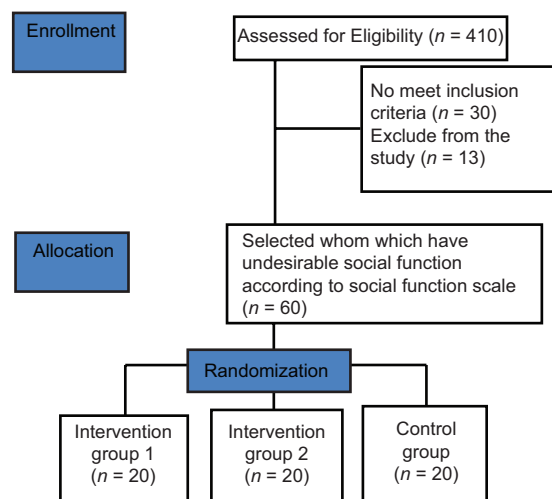 Enrollment
Assessed for Eligibility (n = 410)
No meet inclusion
criteria (n = 30)
Exclude from the
study (n = 13)
Allocation
Selected whom which have
undesirable social function
according to social function scale
(n = 60)
Randomization
Intervention
group 1
(n = 20)
Intervention
group 2
(n = 20)
Control
group
(n = 20)